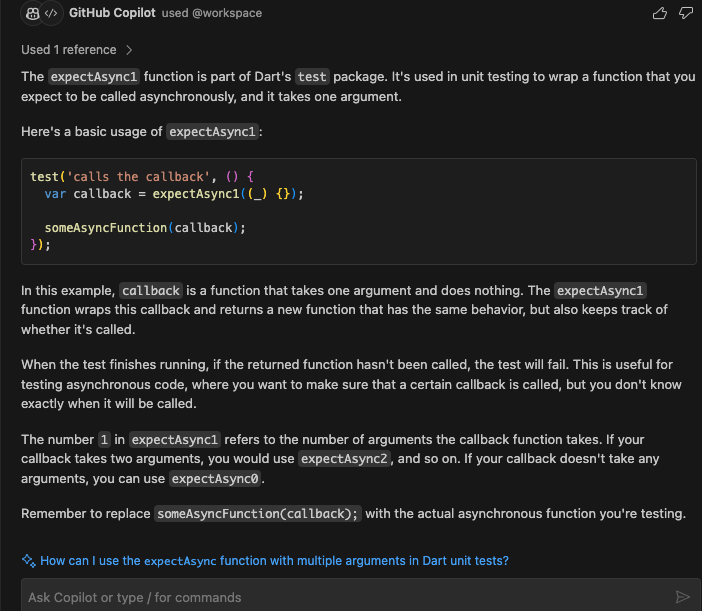 GitHub Copilot used @workspace
Used 1 reference
The expectAsync1 function is part of Dart's test package. It's used in unit testing to wrap a function that you
expect to be called asynchronously, and it takes one argument.
Here's a basic usage of expectAsync1:
test('calls the callback', () {
  var callback = expectAsync1((_) {});
  someAsyncFunction(callback);
});
In this example, callback is a function that takes one argument and does nothing. The expectAsync1
function wraps this callback and returns a new function that has the same behavior, but also keeps track of
whether it's called.
When the test finishes running, if the returned function hasn't been called, the test will fail. This is useful for
testing asynchronous code, where you want to make sure that a certain callback is called, but you don't know
exactly when it will be called.
The number 1 in expectAsync1 refers to the number of arguments the callback function takes. If your
callback takes two arguments, you would use expectAsync2, and so on. If your callback doesn't take any
arguments, you can use expectAsync0.
Remember to replace someAsyncFunction(callback); with the actual asynchronous function you're testing.
How can I use the expectAsync function with multiple arguments in Dart unit tests?
Ask Copilot or type / for commands